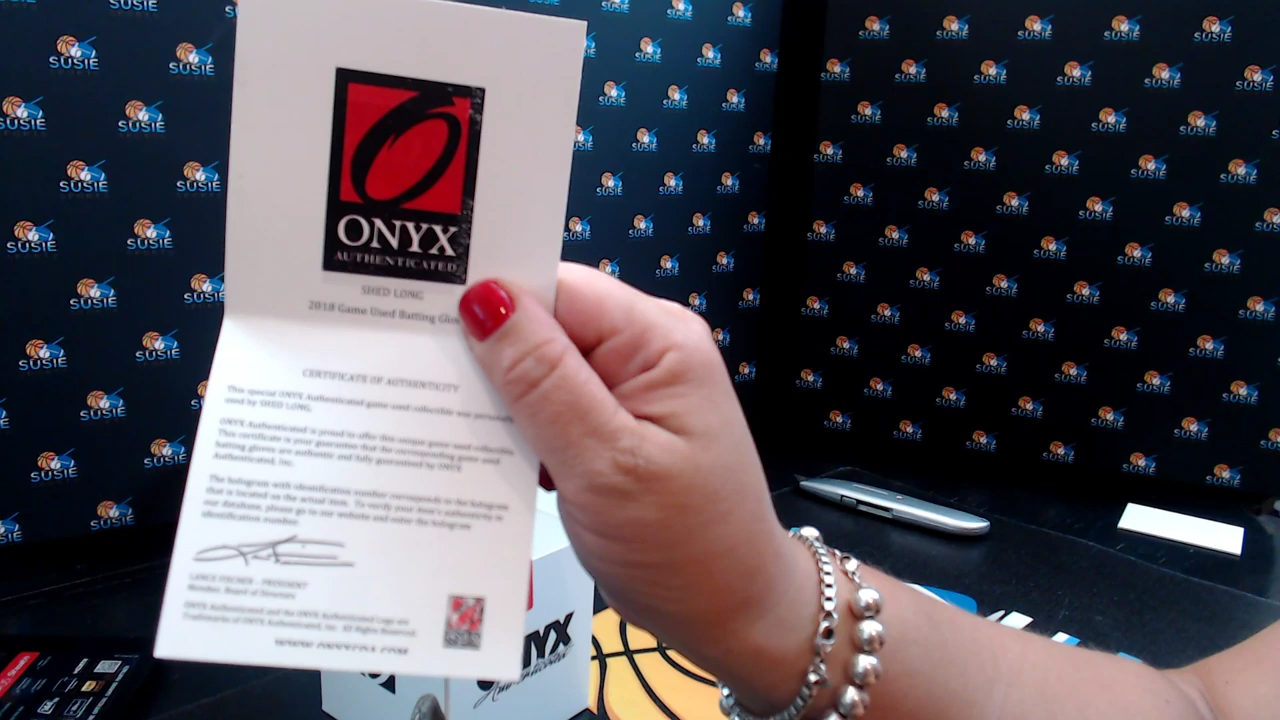 ONYX
AUTHENTICATED
SHED LONG
2018 Game Used Batting Glov
CERTIFICATE OF AUTHENTICITY
This special ONYX Authenticated game used collectible was
used by SHED LONG.
ONYX Authenticated is proud to offer this unique game used collectible.
This certificate is your guarantee that the corresponding game used
batting gloves are authentic and fully guaranteed by ONYX
Authenticated, Inc.
The hologram with identification number corresponds to the hologram
that is located on the actual item. To verify your item's authenticity in
our database, please go to our website and enter the hologram
identification number.
LANCE FISCHER - PRESIDENT
Member, Board of Directors
ONYX Authenticated and the ONYX Authenticated Logo are
Trademarks of ONYX Authenticated, Inc. All Rights Reserved.
WWW.ONYXCOA.COM
NYX
SUSIE